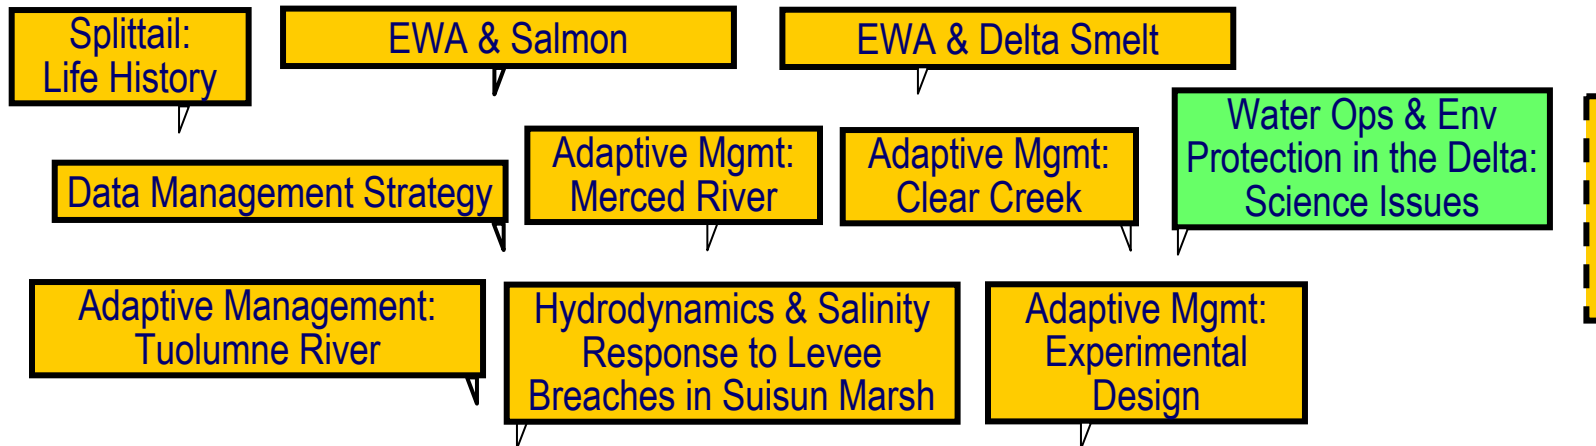 Splittail:
Life History
EWA & Salmon
EWA & Delta Smelt
Data Management Strategy
Adaptive Mgmt:
Merced River
Adaptive Mgmt:
Clear Creek
Water Ops & Env
Protection in the Delta:
Science Issues
Adaptive Management:
Tuolumne River
Hydrodynamics & Salinity
Response to Levee
Breaches in Suisun Marsh
Adaptive Mgmt:
Experimental
Design